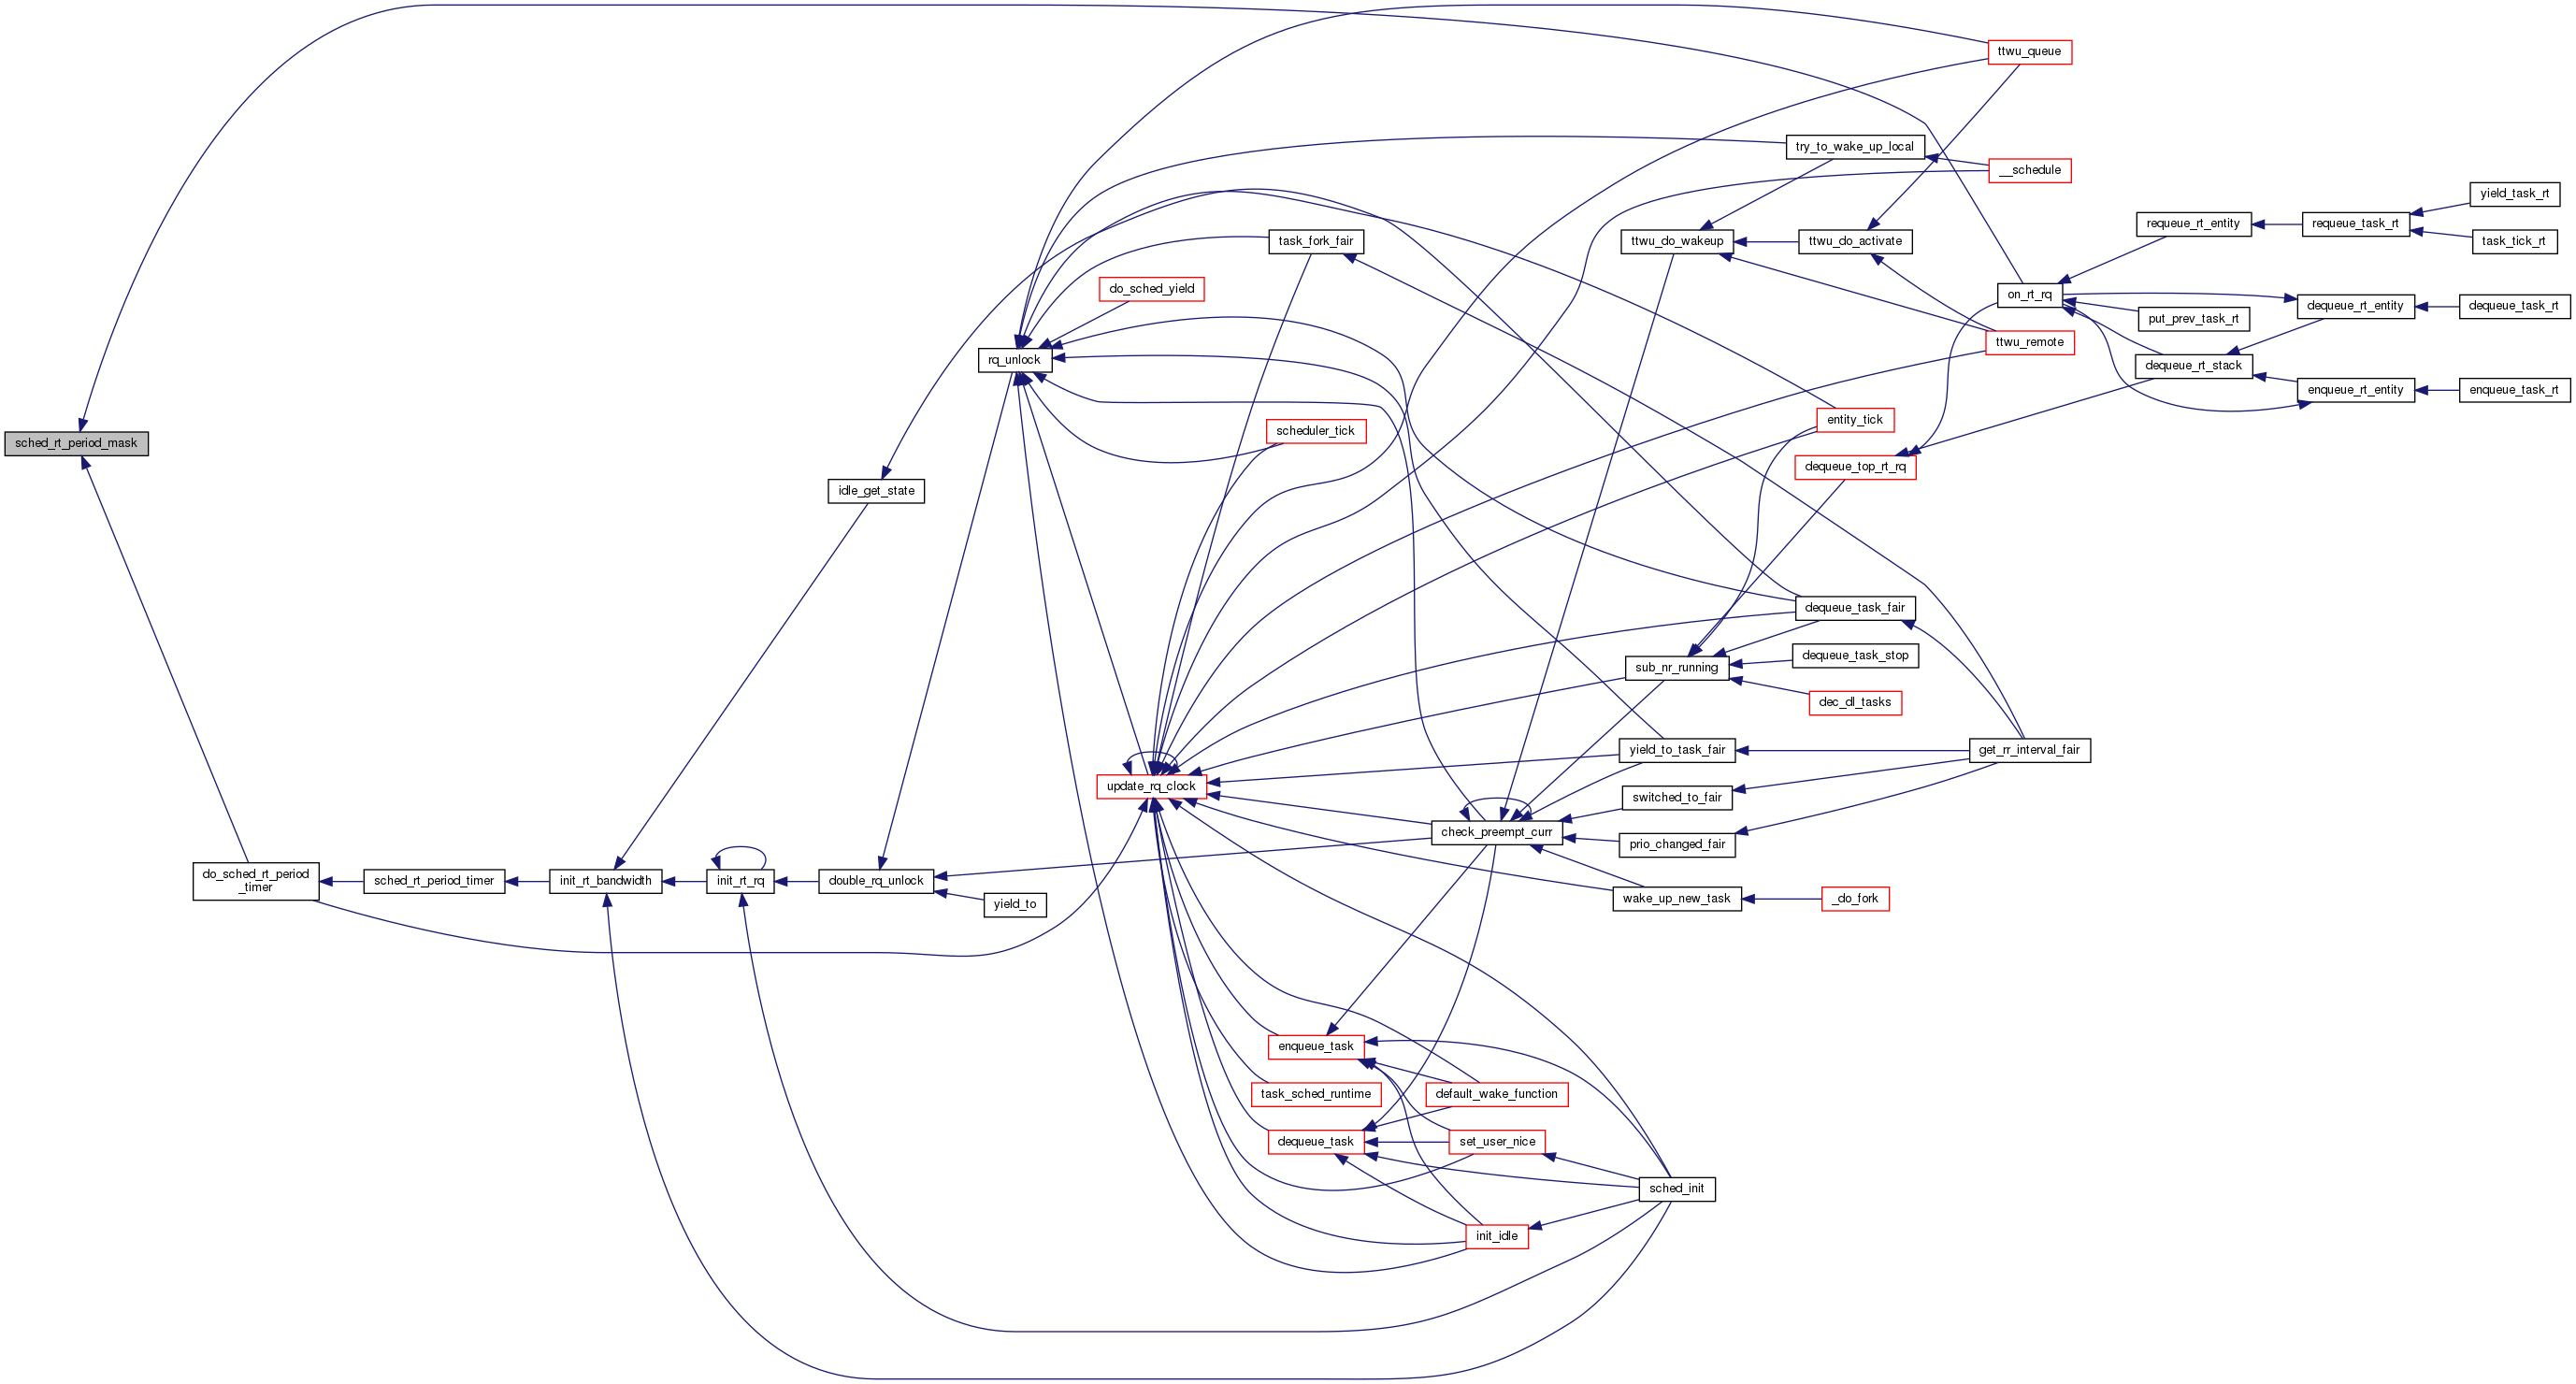 ttwu_queue
try_to_wake_up_local
__schedule
yield_task_rt
requeue_rt_entity
requeue_task_rt
task_fork_fair
ttwu_do_wakeup
ttwu_do_activate
task_tick_rt
do_sched_yield
on_rt_rq
dequeue_rt_entity
dequeue_task_rt
put_prev_task_rt
ttwu_remote
rq_unlock
dequeue_rt_stack
enqueue_rt_entity
enqueue_task_rt
entity_tick
scheduler_tick
sched_rt_period_mask
dequeue_top_rt_rq
idle_get_state
dequeue_task_fair
dequeue_task_stop
sub_nr_running
dec_dl_tasks
yield_to_task_fair
get_rr_interval_fair
update_rq_clock
switched_to_fair
check_preempt_curr
prio_changed_fair
do_sched_rt_period
_timer
sched_rt_period_timer
init_rt_bandwidth
init_rt_rq
double_rq_unlock
yield_to
wake_up_new_task
_do_fork
enqueue_task
task_sched_runtime
default_wake_function
dequeue_task
set_user_nice
sched_init
init_idle